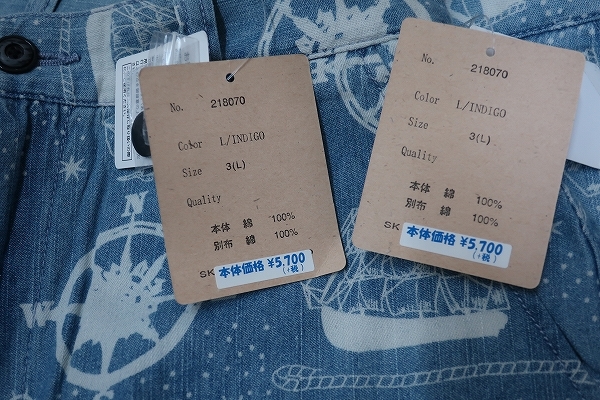 No. 218070
Color L/INDIGO
Size 3(L)
Quality
本体 綿 100%
別布 綿 100%
SK
本体価格 ¥5,700
(+税)
No. 218070
Color L/INDIGO
Size 3(L)
Quality
本体 綿 100%
別布 綿 100%
SK
本体価格 ¥5,700
(+税)
N
W